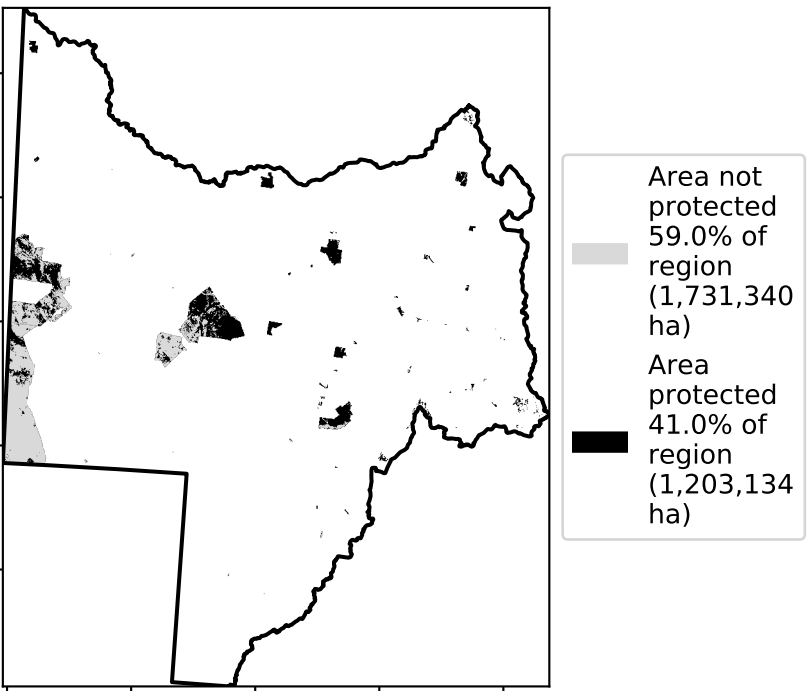 Area not
protected
59.0% of
region
(1,731,340
ha)
Area
protected
41.0% of
region
(1,203,134
ha)